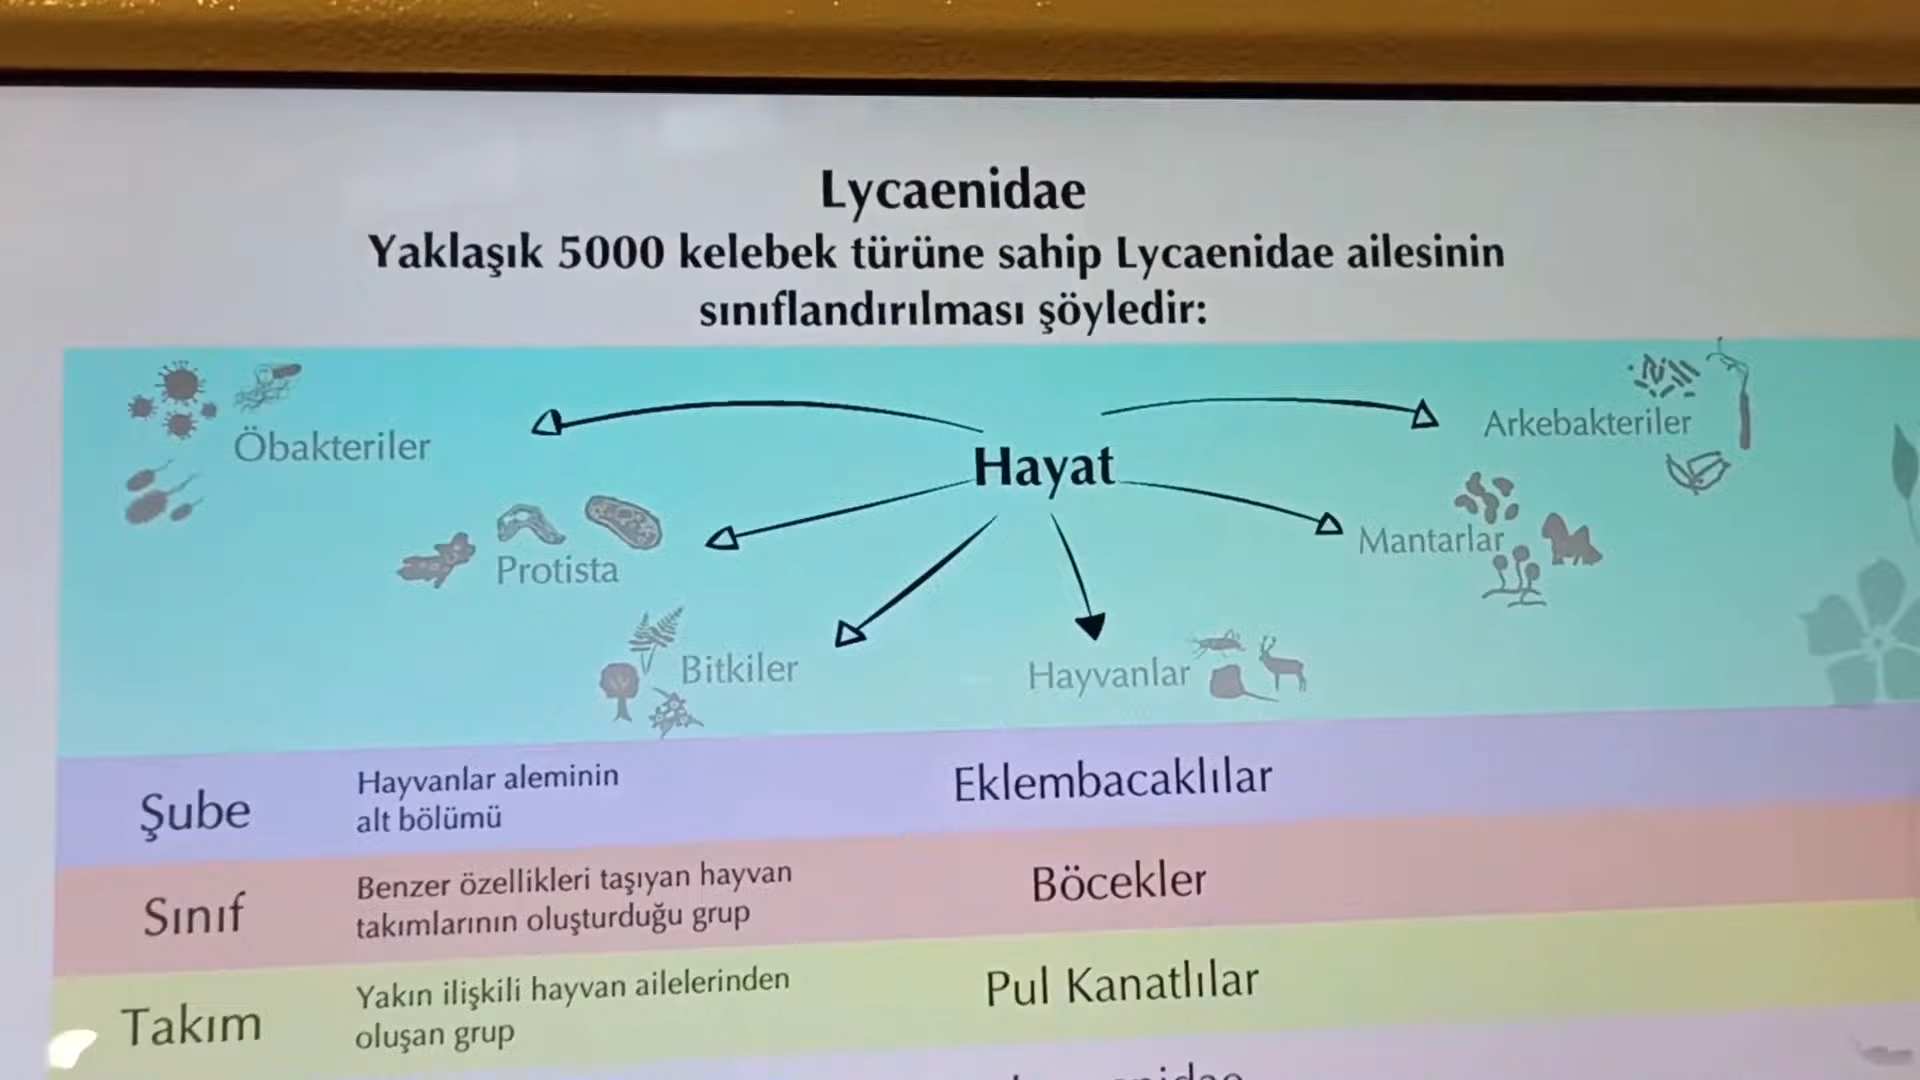 Lycaenidae
Yaklaşık 5000 kelebek türüne sahip Lycaenidae ailesinin
sınıflandırılması şöyledir:
Öbakteriler
Arkebakteriler
Hayat
Protista
Mantarlar
Bitkiler
Hayvanlar
Şube
Hayvanlar aleminin
alt bölümü
Eklembacaklılar
Sınıf
Benzer özellikleri taşıyan hayvan
takımlarının oluşturduğu grup
Böcekler
Takım
Yakın ilişkili hayvan ailelerinden
oluşan grup
Pul Kanatlılar